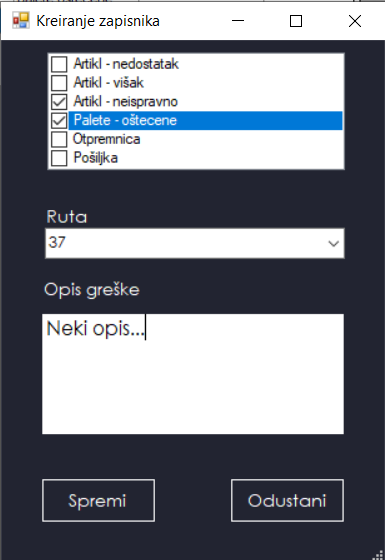 Kreiranje zapisnika
Artikl - nedostatak
Artikl - višak
Artikl - neispravno
Palete - oštecene
Otpremnica
Pošiljka
Ruta
37
Opis greške
Neki opis...
Spremi
Odustani